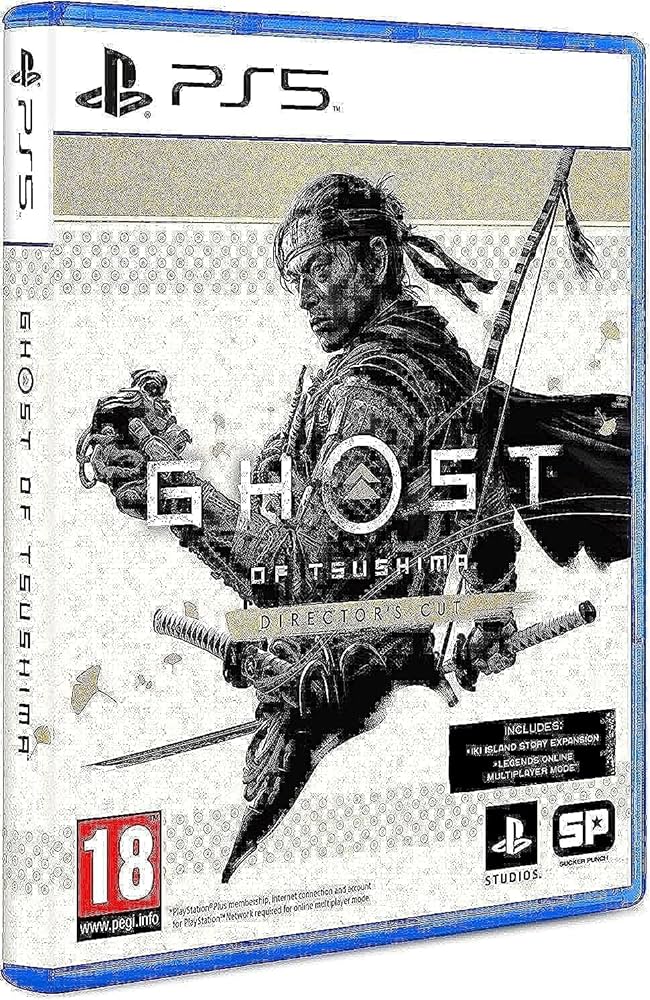 PS5
PS5
GHOST OF TSUSHIMA
GHOST
OF TSUSHIMA
DIRECTOR'S CUT
INCLUDES:
•IKI ISLAND STORY EXPANSION
•LEGENDS ONLINE
MULTIPLAYER MODE*
18
www.pegi.info
*PlayStation®Plus membership, internet connection and account
for PlayStation™Network required for online multiplayer mode.
STUDIOS.
SP
SUCKER PUNCH